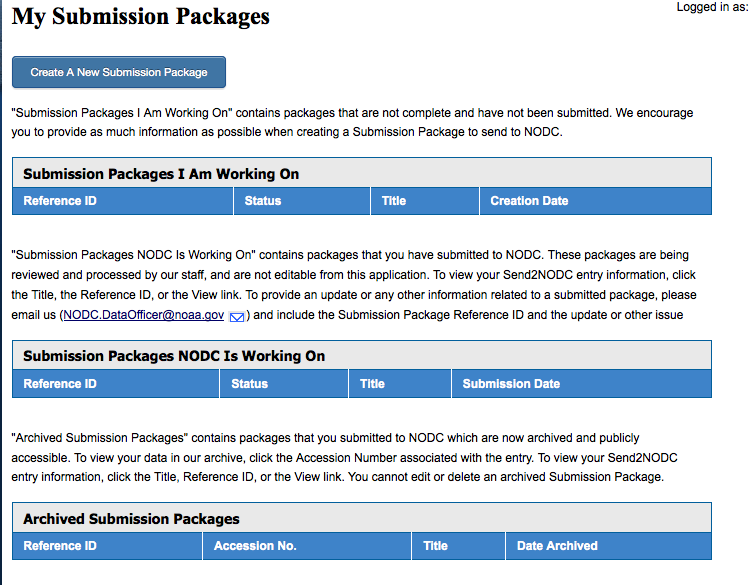 My Submission Packages
Logged in as:
Create A New Submission Package
"Submission Packages I Am Working On" contains packages that are not complete and have not been submitted. We encourage
you to provide as much information as possible when creating a Submission Package to send to NODC.
Submission Packages I Am Working On
Reference ID Status Title Creation Date
"Submission Packages NODC Is Working On" contains packages that you have submitted to NODC. These packages are being
reviewed and processed by our staff, and are not editable from this application. To view your Send2NODC entry information, click
the Title, the Reference ID, or the View link. To provide an update or any other information related to a submitted package, please
email us (NODC.DataOfficer@noaa.gov ) and include the Submission Package Reference ID and the update or other issue
Submission Packages NODC Is Working On
Reference ID Status Title Submission Date
"Archived Submission Packages" contains packages that you submitted to NODC which are now archived and publicly
accessible. To view your data in our archive, click the Accession Number associated with the entry. To view your Send2NODC
entry information, click the Title, Reference ID, or the View link. You cannot edit or delete an archived Submission Package.
Archived Submission Packages
Reference ID Accession No. Title Date Archived